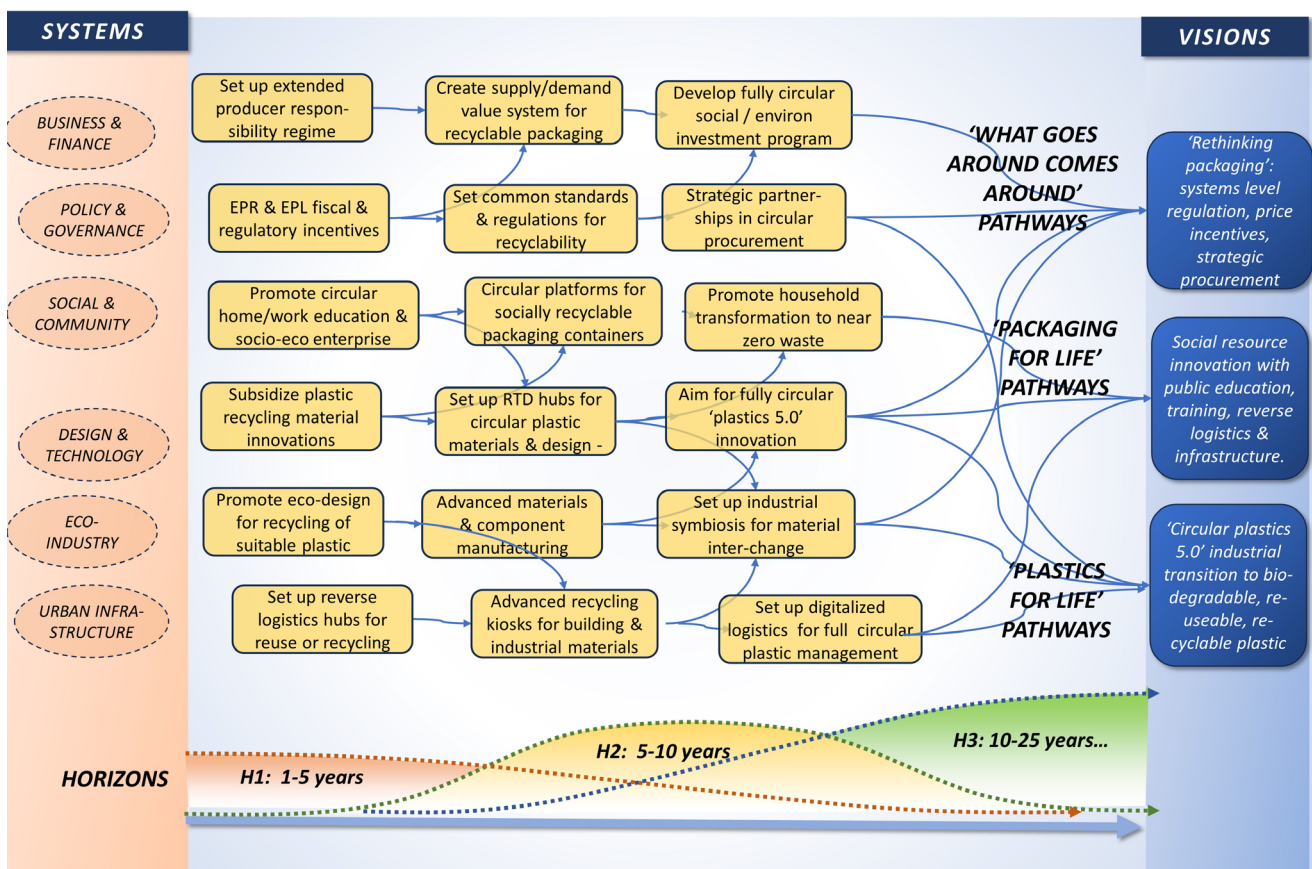 SYSTEMS
VISIONS
BUSINESS &
FINANCE
Set up extended
producer respon-
sibility regime
Create supply/demand
value system for
recyclable packaging
Develop fully circular
social / environ
investment program
‘WHAT GOES
AROUND COMES
AROUND’
PATHWAYS
‘Rethinking
packaging’:
systems level
regulation, price
incentives,
strategic
procurement
POLICY &
GOVERNANCE
EPR & EPL fiscal &
regulatory incentives
Set common standards
& regulations for
recyclability
Strategic partner-
ships in circular
procurement
SOCIAL &
COMMUNITY
Promote circular
home/work education &
socio-eco enterprise
Circular platforms for
socially recyclable
packaging containers
Promote household
transformation to near
zero waste
‘PACKAGING
FOR LIFE’
PATHWAYS
Social resource
innovation with
public education,
training, reverse
logistics &
infrastructure.
DESIGN &
TECHNOLOGY
Subsidize plastic
recycling material
innovations
Set up RTD hubs for
circular plastic
materials & design -
Aim for fully circular
‘plastics 5.0’
innovation
ECO-
INDUSTRY
Promote eco-design
for recycling of
suitable plastic
Advanced materials
& component
manufacturing
Set up industrial
symbiosis for material
inter-change
‘Circular plastics
5.0’ industrial
transition to bio-
degradable, re-
useable, re-
cyclable plastic
URBAN INFRA-
STRUCTURE
Set up reverse
logistics hubs for
reuse or recycling
Advanced recycling
kiosks for building &
industrial materials
Set up digitalized
logistics for full circular
plastic management
‘PLASTICS
FOR LIFE’
PATHWAYS
HORIZONS
H1: 1-5 years
H2: 5-10 years
H3: 10-25 years...